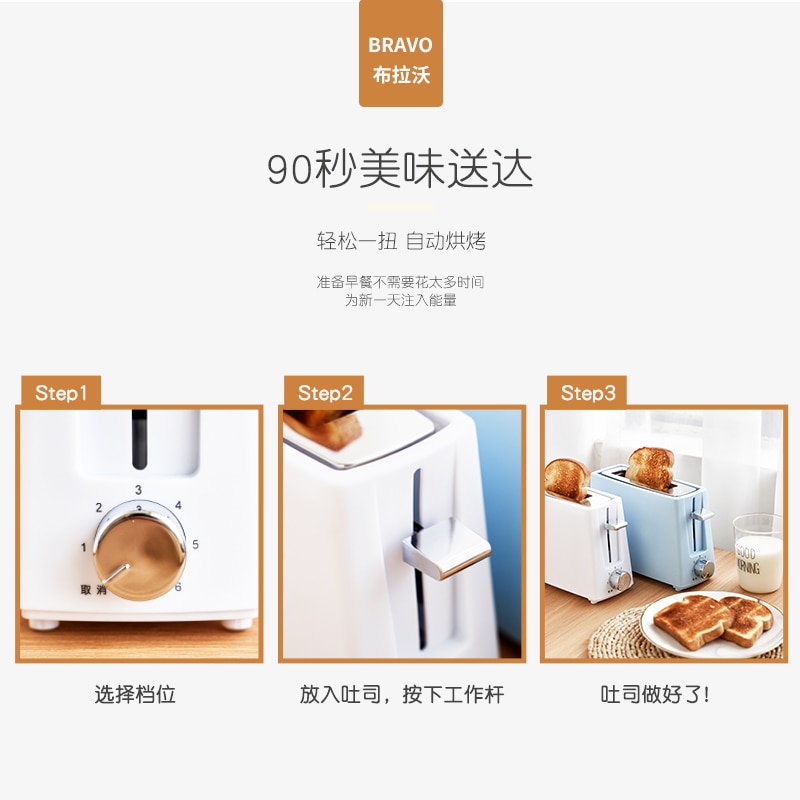 BRAVO
布拉沃
90秒美味送达
轻松一扭 自动烘烤
准备早餐不需要花太多时间
为新一天注入能量
Step1
Step2
Step3
3
2
4
1
5
取消
6
GOOD
MORNING
选择档位
放入吐司，按下工作杆
吐司做好了!